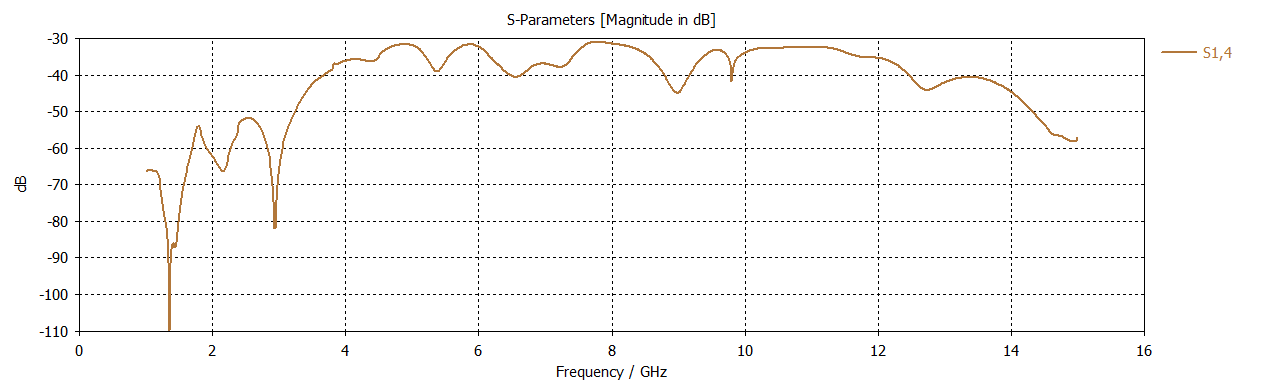 S-Parameters [Magnitude in dB]
-30
-40
-50
-60
-70
-80
-90
-100
-110
dB
0 2 4 6 8 10 12 14 16
Frequency / GHz
S1,4